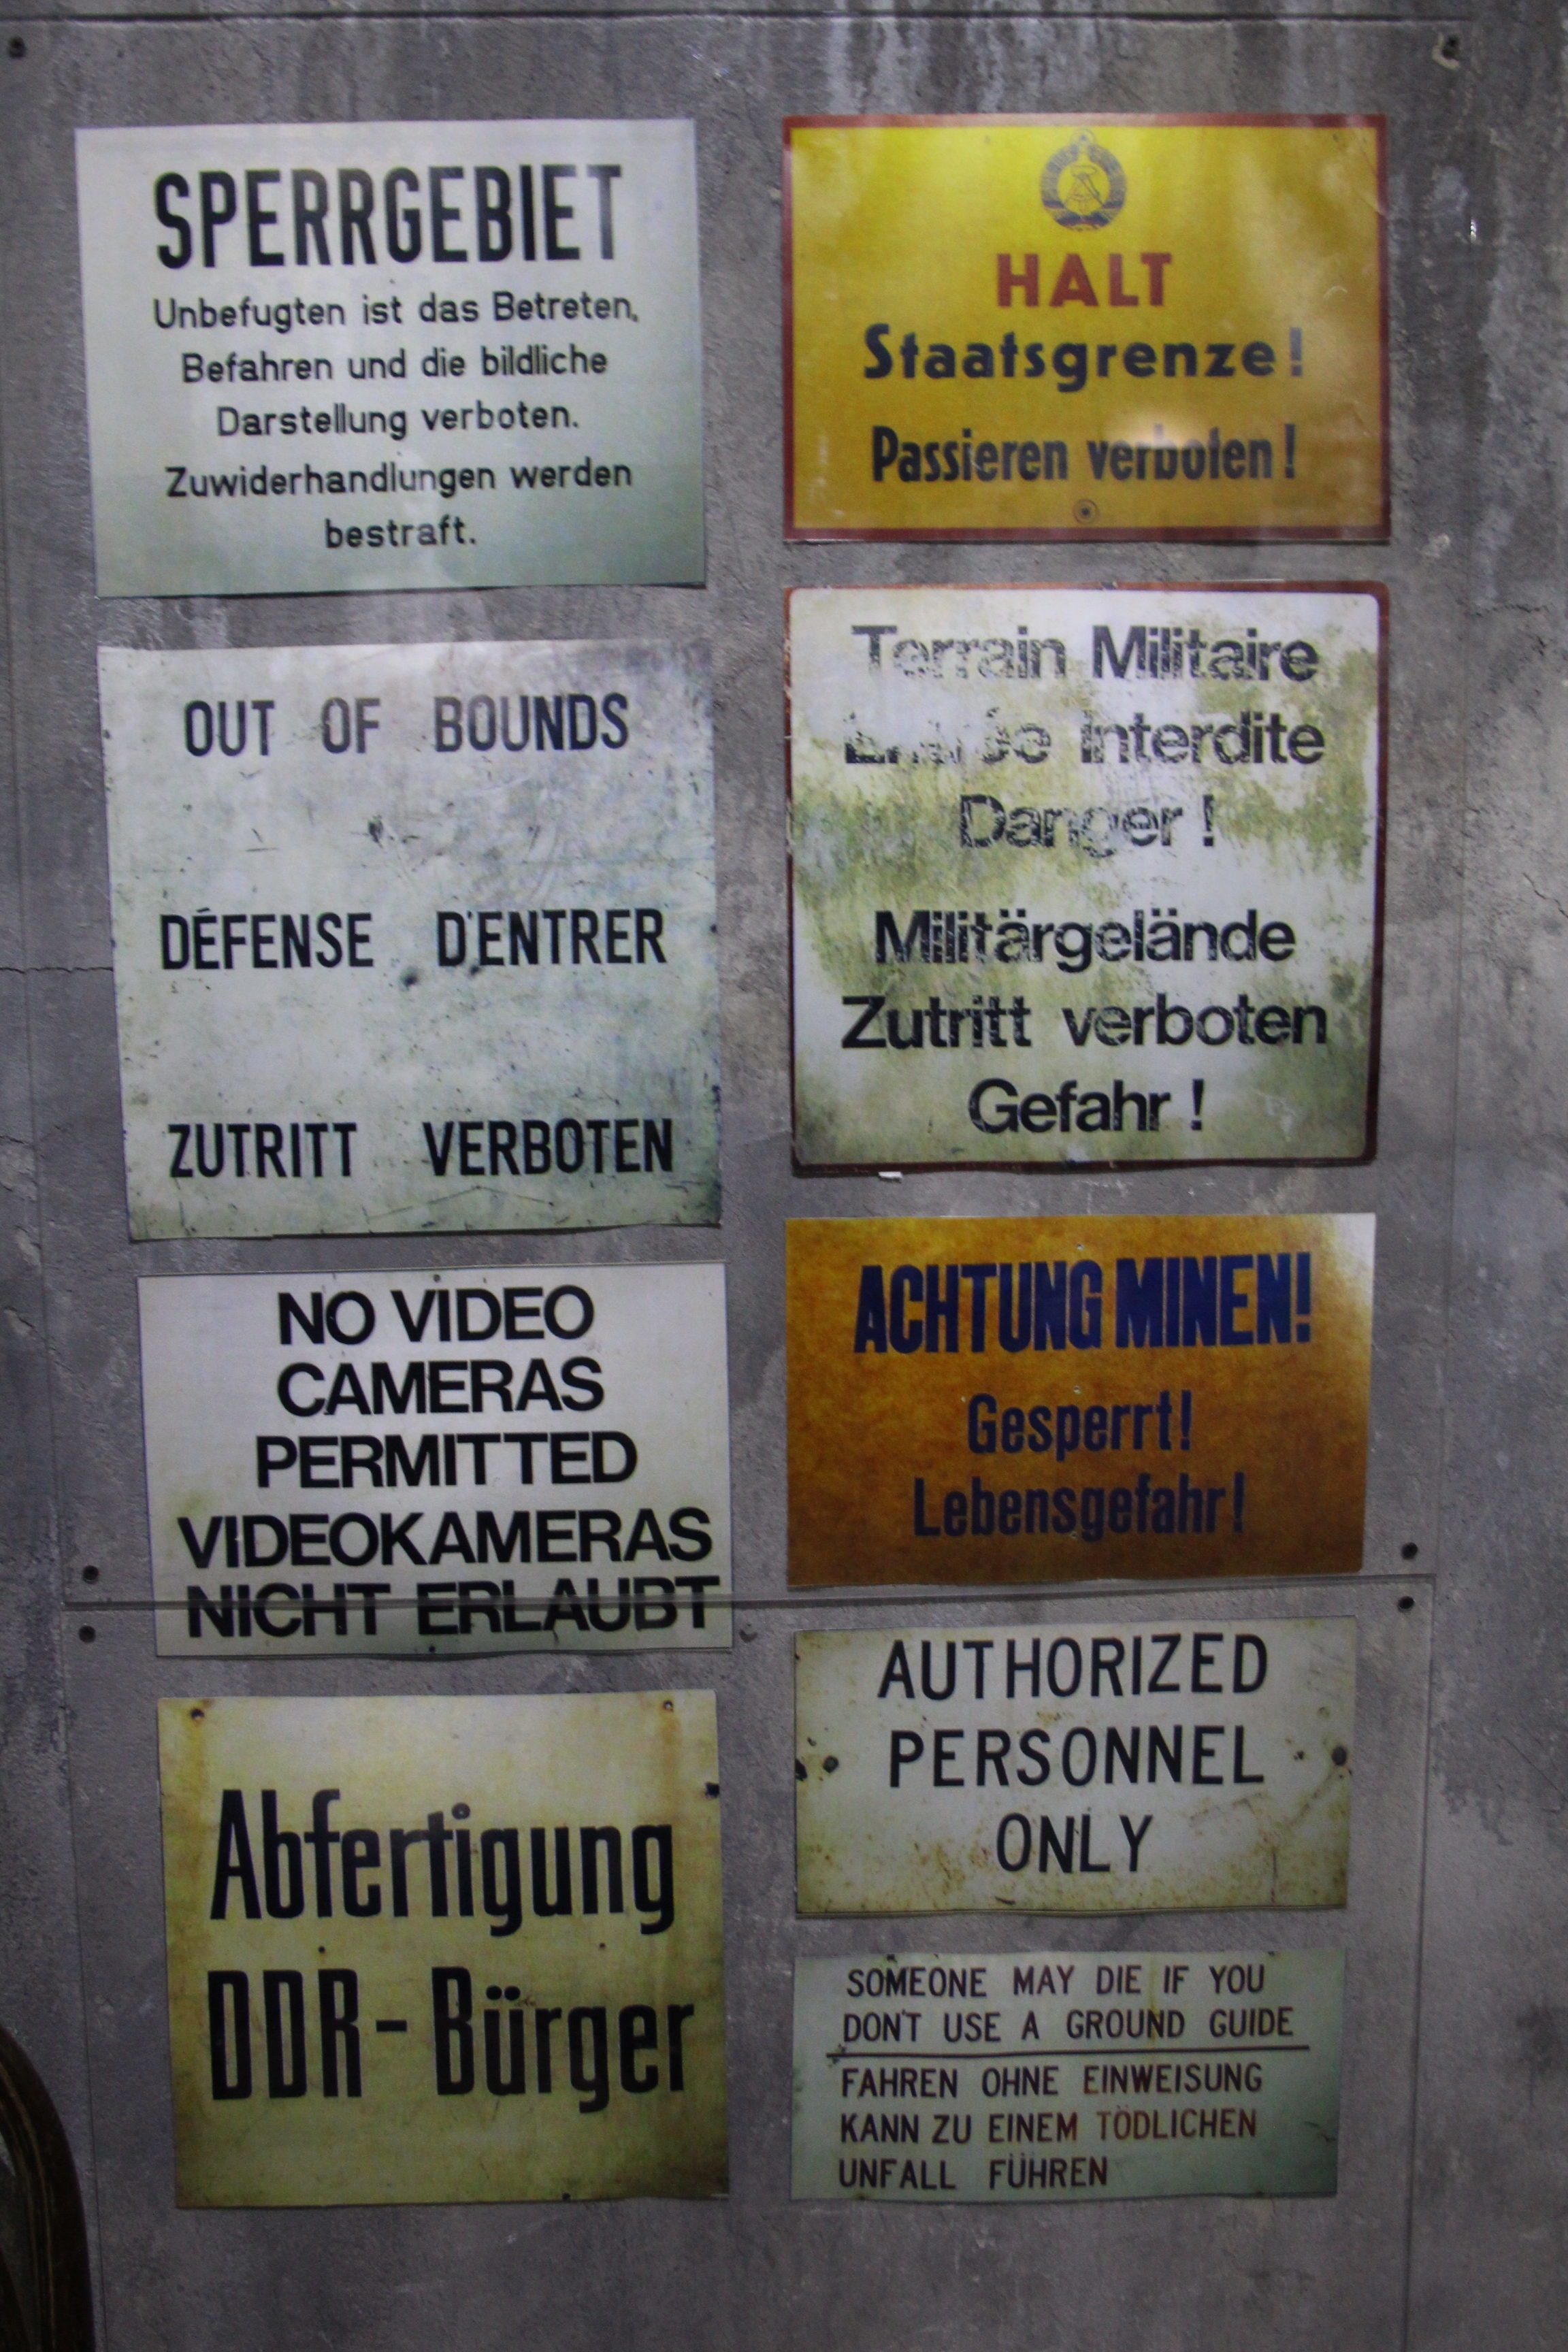 SPERRGEBIET
Unbefugten ist das Betreten,
Befahren und die bildliche
Darstellung verboten.
Zuwiderhandlungen werden
bestraft.
OUT OF BOUNDS
DÉFENSE D'ENTRER
ZUTRITT VERBOTEN
NO VIDEO
CAMERAS
PERMITTED
VIDEOKAMERAS
NICHT ERLAUBT
Abfertigung
DDR-Bürger
HALT
Staatsgrenze!
Passieren verboten!
Terrain Militaire
Entrée Interdite
Danger !
Militärgelände
Zutritt verboten
Gefahr !
ACHTUNG MINEN!
Gesperrt!
Lebensgefahr!
AUTHORIZED
PERSONNEL
ONLY
SOMEONE MAY DIE IF YOU
DON'T USE A GROUND GUIDE
FAHREN OHNE EINWEISUNG
KANN ZU EINEM TÖDLICHEN
UNFALL FÜHREN